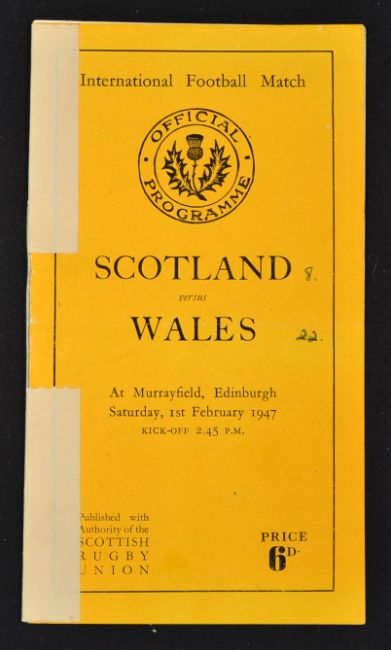 International Football Match
OFFICIAL
PROGRAMME
SCOTLAND 8.
versus
WALES 22.
At Murrayfield, Edinburgh
Saturday, 1st February 1947
KICK-OFF 2.45 P.M.
Published with
Authority of the
SCOTTISH
RUGBY
UNION
PRICE
6D.